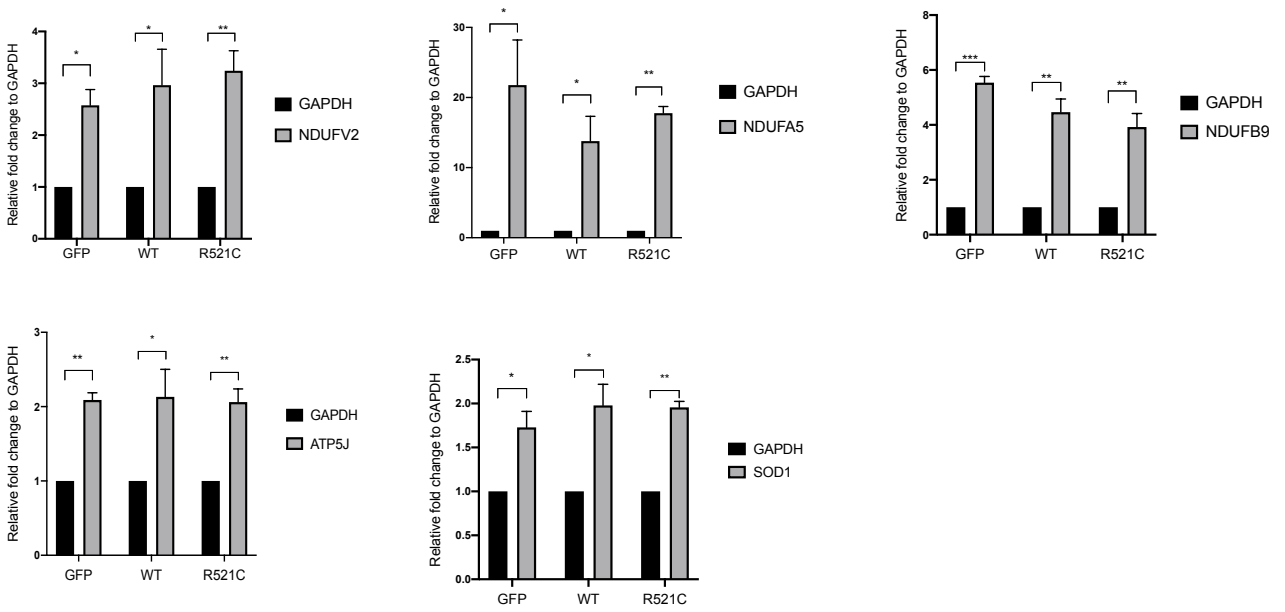 Relative fold change to GAPDH
4
3
2
1
0
*
*
**
GFP
WT
R521C
GAPDH
NDUFV2
Relative fold change to GAPDH
30
20
10
0
*
*
**
GFP
WT
R521C
GAPDH
NDUFA5
Relative fold change to GAPDH
8
6
4
2
0
***
**
**
GFP
WT
R521C
GAPDH
NDUFB9
Relative fold change to GAPDH
3
2
1
0
**
*
**
GFP
WT
R521C
GAPDH
ATP5J
Relative fold change to GAPDH
2.5
2.0
1.5
1.0
0.5
0.0
*
*
**
GFP
WT
R521C
GAPDH
SOD1